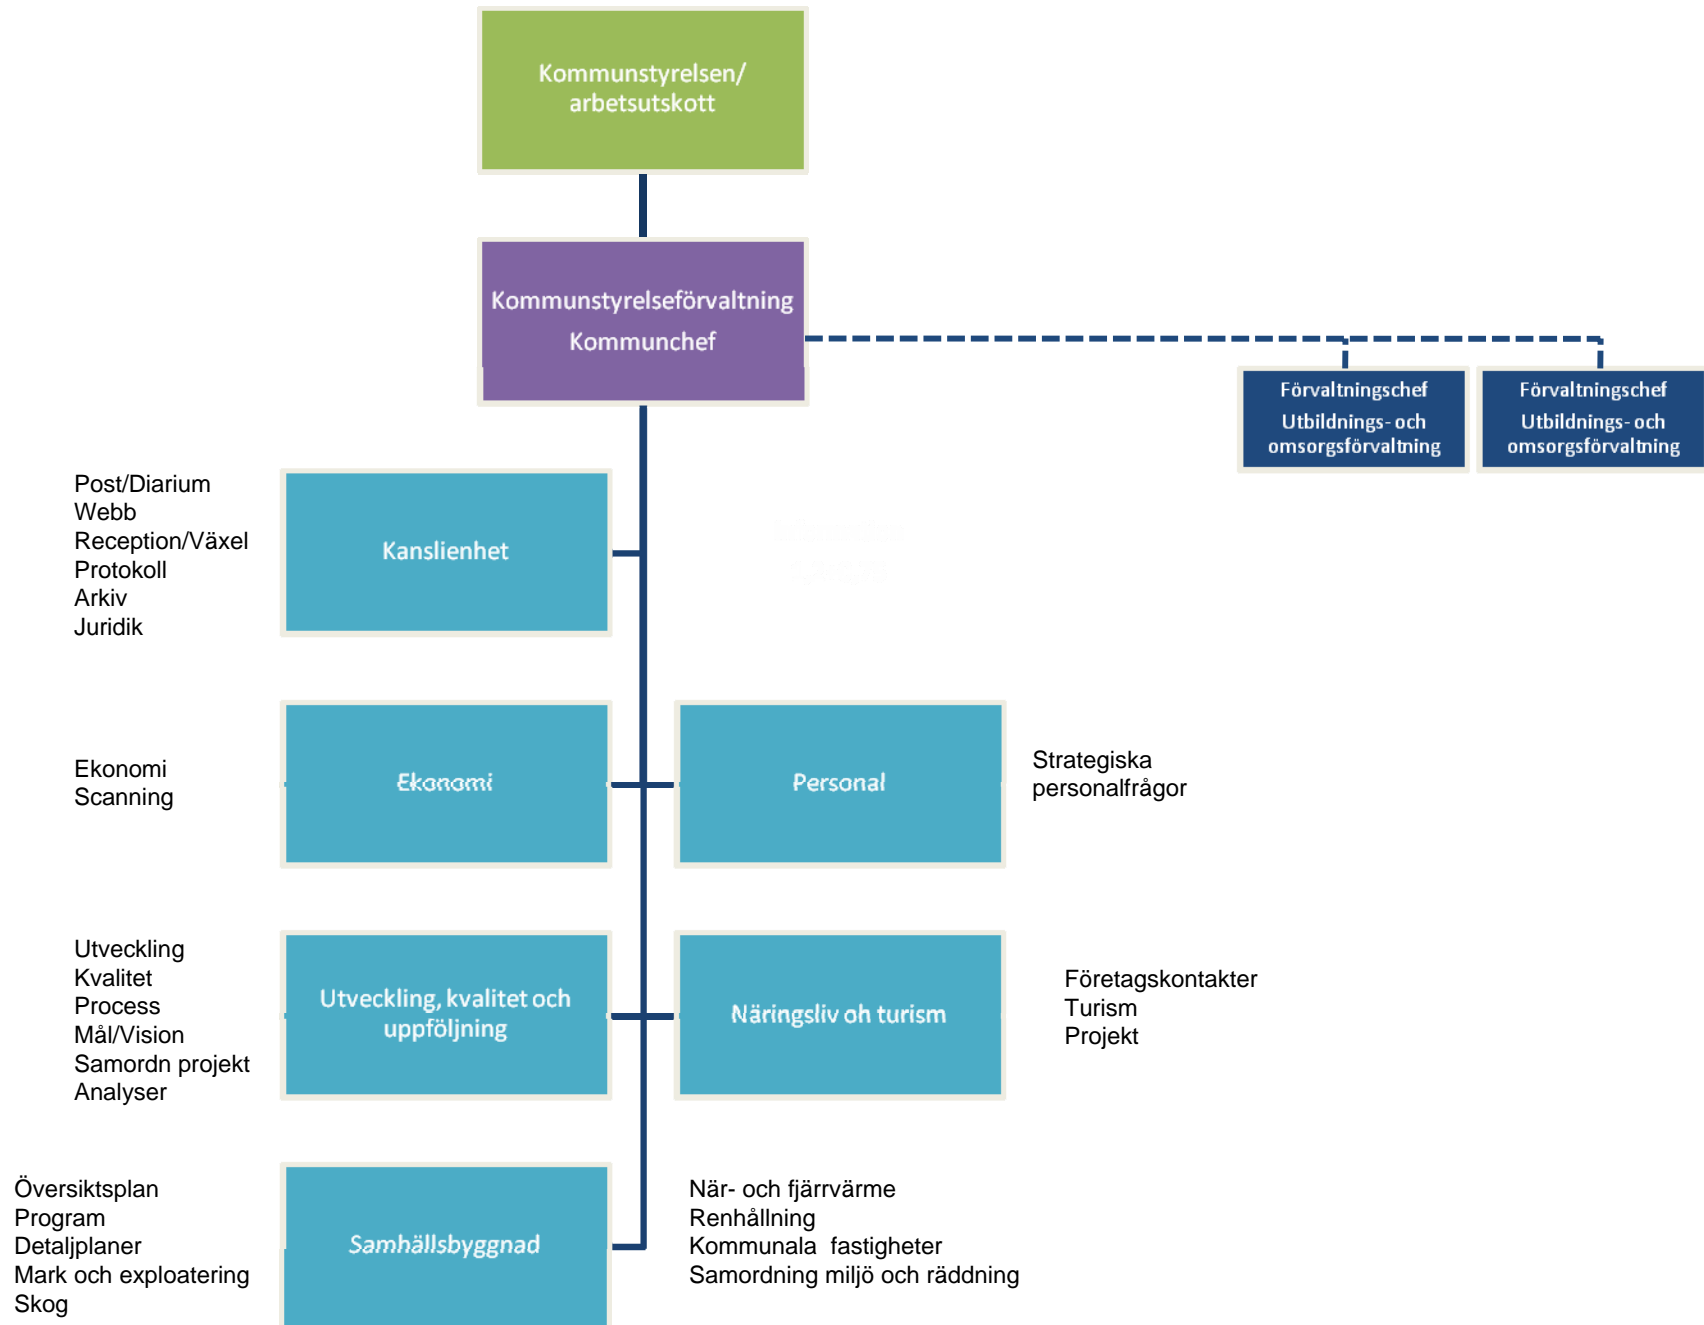 Kommunstyrelsen/
arbetsutskott
Kommunstyrelseförvaltning
Kommunchef
Förvaltningschef
Utbildnings- och
omsorgsförvaltning
Förvaltningschef
Utbildnings- och
omsorgsförvaltning
Post/Diarium
Webb
Reception/Växel
Protokoll
Arkiv
Juridik
Kanslienhet
Ekonomi
Scanning
Ekonomi
Personal
Strategiska
personalfrågor
Utveckling
Kvalitet
Process
Mål/Vision
Samordn projekt
Analyser
Utveckling, kvalitet och
uppföljning
Näringsliv oh turism
Företagskontakter
Turism
Projekt
Översiktsplan
Program
Detaljplaner
Mark och exploatering
Skog
Samhällsbyggnad
När- och fjärrvärme
Renhållning
Kommunala  fastigheter
Samordning miljö och räddning